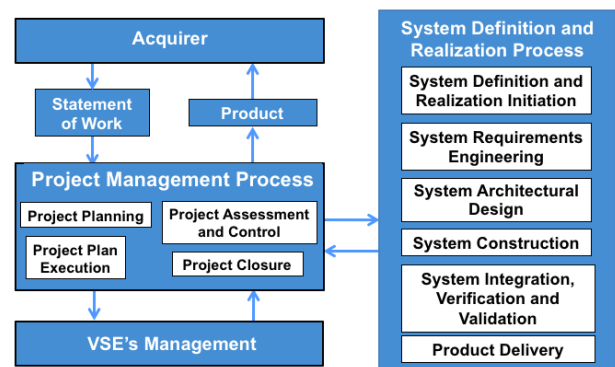 Acquirer
Statement
of Work
Product
Project Management Process
Project Planning
Project Assessment
and Control
Project Plan
Execution
Project Closure
VSE's Management
System Definition and
Realization Process
System Definition and
Realization Initiation
System Requirements
Engineering
System Architectural
Design
System Construction
System Integration,
Verification and
Validation
Product Delivery